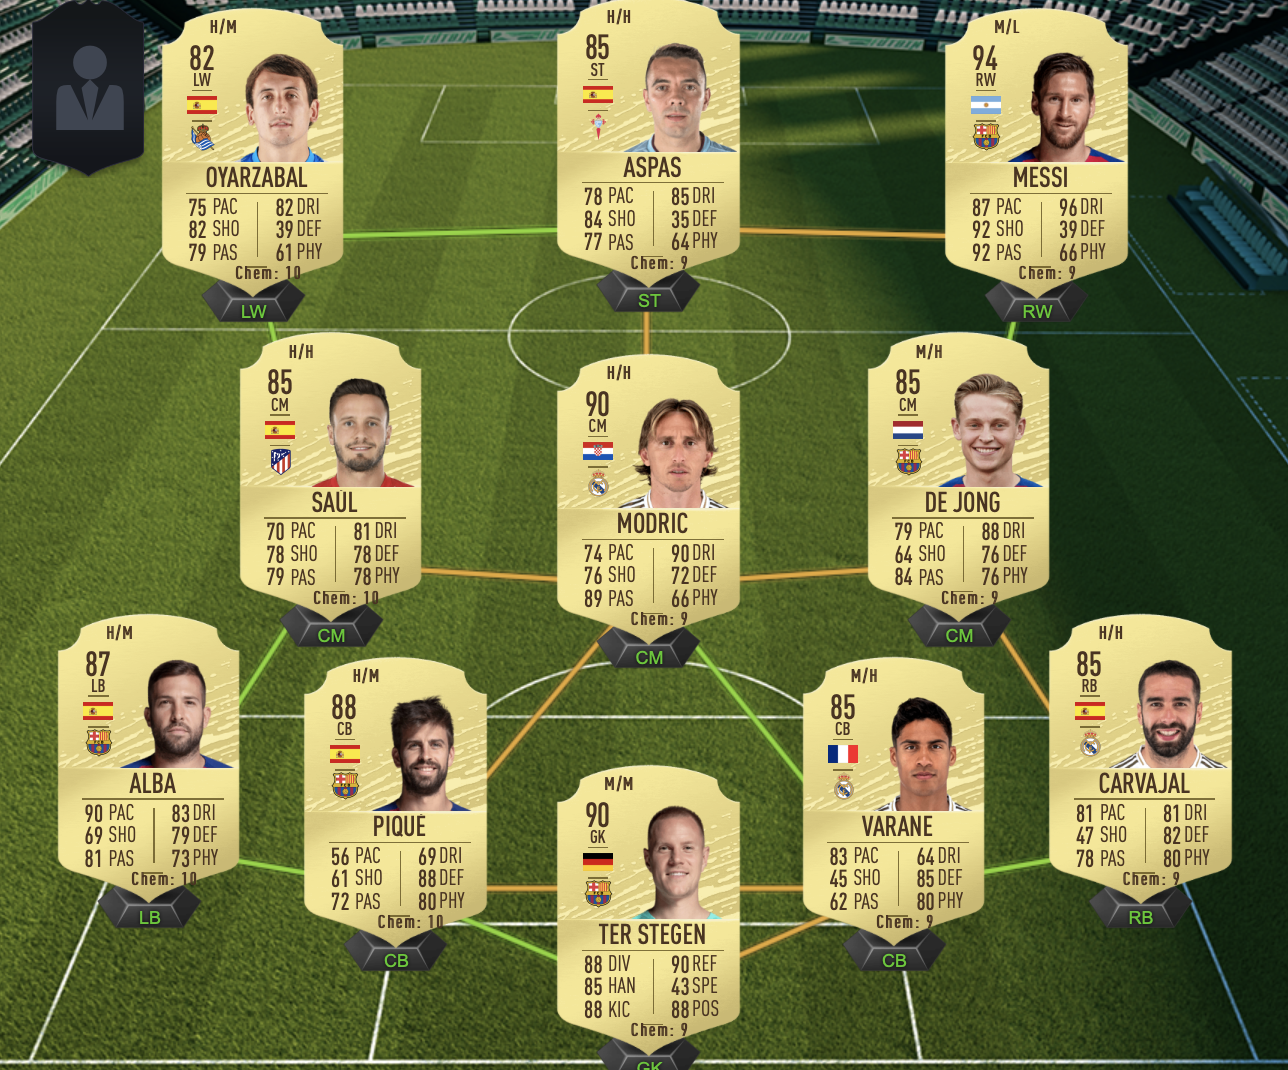 H/M
82
LW
OYARZABAL
75 PAC 82 DRI
82 SHO 39 DEF
79 PAS 61 PHY
Chem: 10
LW
H/H
85
ST
ASPAS
78 PAC 85 DRI
84 SHO 35 DEF
77 PAS 64 PHY
Chem: 9
ST
M/L
94
RW
MESSI
87 PAC 96 DRI
92 SHO 39 DEF
92 PAS 66 PHY
Chem: 9
RW
H/H
85
CM
SAÚL
70 PAC 81 DRI
78 SHO 78 DEF
79 PAS 78 PHY
Chem: 10
CM
H/H
90
CM
MODRIC
74 PAC 90 DRI
76 SHO 72 DEF
89 PAS 66 PHY
Chem: 9
CM
M/H
85
CM
DE JONG
79 PAC 88 DRI
64 SHO 76 DEF
84 PAS 76 PHY
Chem: 9
CM
H/M
87
LB
ALBA
90 PAC 83 DRI
69 SHO 79 DEF
81 PAS 73 PHY
Chem: 10
LB
H/M
88
CB
PIQUÉ
56 PAC 69 DRI
61 SHO 88 DEF
72 PAS 80 PHY
Chem: 10
CB
M/M
90
GK
TER STEGEN
88 DIV 90 REF
85 HAN 43 SPE
88 KIC 88 POS
Chem: 9
GK
M/H
85
CB
VARANE
83 PAC 64 DRI
45 SHO 85 DEF
62 PAS 80 PHY
Chem: 9
CB
H/H
85
RB
CARVAJAL
81 PAC 81 DRI
47 SHO 82 DEF
78 PAS 80 PHY
Chem: 9
RB